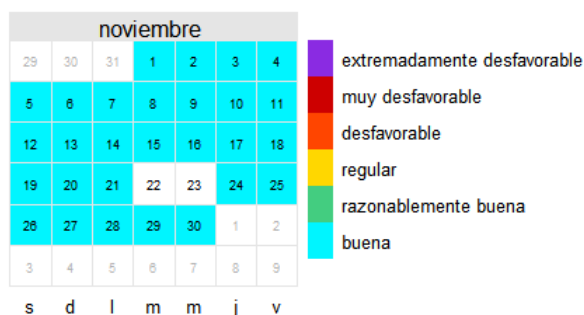 noviembre
29 30 31 1 2 3 4
5 6 7 8 9 10 11
12 13 14 15 16 17 18
19 20 21 22 23 24 25
26 27 28 29 30 1 2
3 4 5 6 7 8 9
s d l m m j v
extremadamente desfavorable
muy desfavorable
desfavorable
regular
razonablemente buena
buena